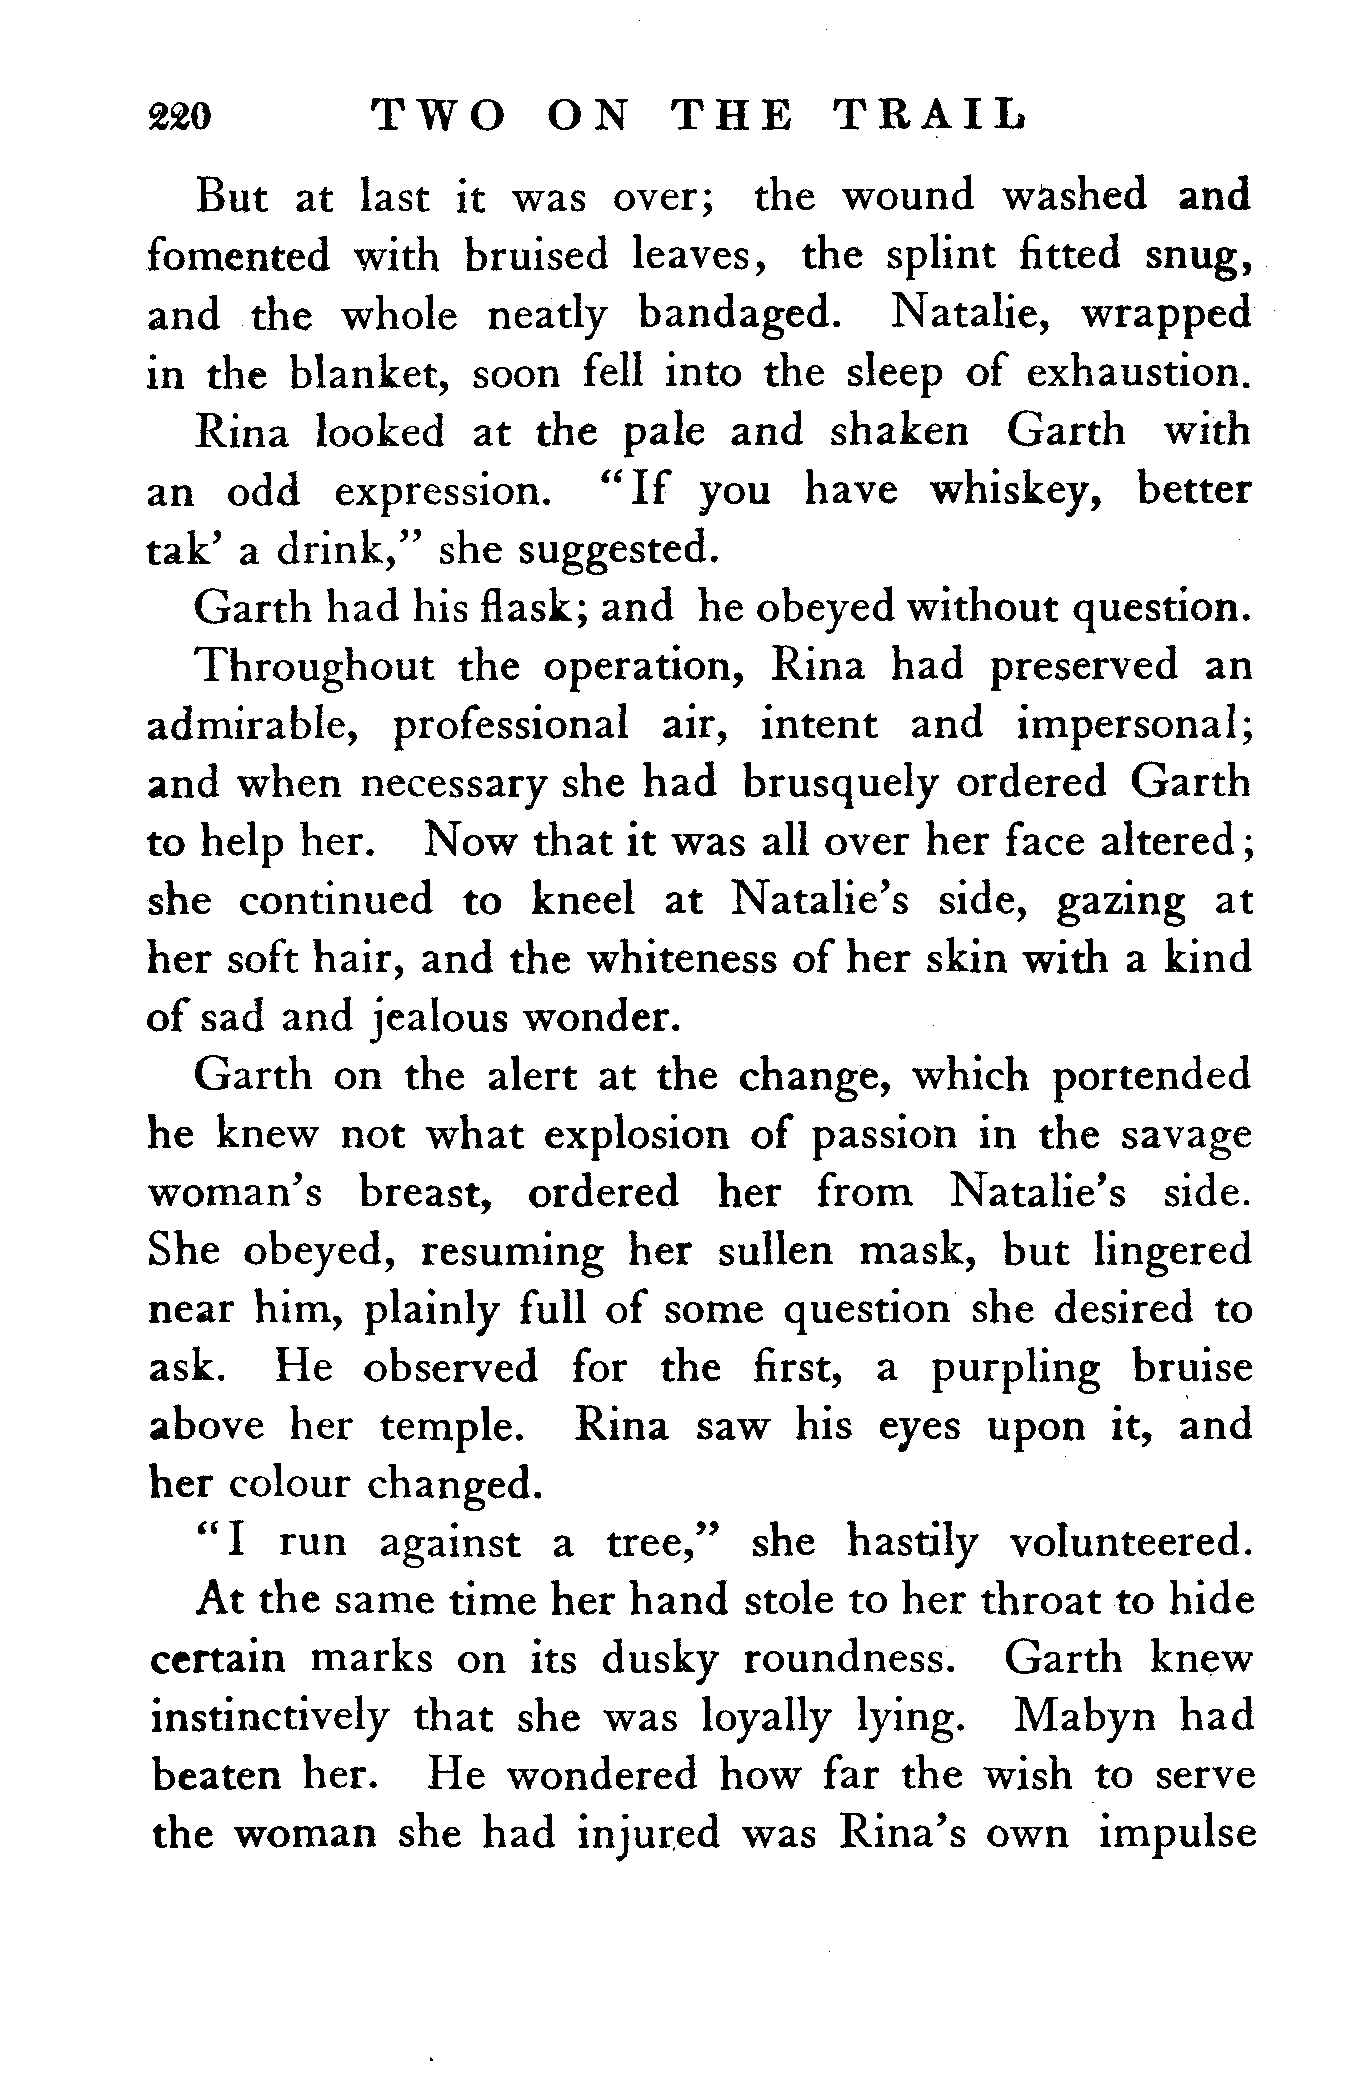 220 TWO ON THE TRAIL
But at last it was over; the wound washed and
fomented with bruised leaves, the splint fitted snug,
and the whole neatly bandaged. Natalie, wrapped
in the blanket, soon fell into the sleep of exhaustion.
Rina looked at the pale and shaken Garth with
an odd expression. “If you have whiskey, better
tak’ a drink,” she suggested.
Garth had his flask; and he obeyed without question.
Throughout the operation, Rina had preserved an
admirable, professional air, intent and impersonal;
and when necessary she had brusquely ordered Garth
to help her. Now that it was all over her face altered;
she continued to kneel at Natalie’s side, gazing at
her soft hair, and the whiteness of her skin with a kind
of sad and jealous wonder.
Garth on the alert at the change, which portended
he knew not what explosion of passion in the savage
woman’s breast, ordered her from Natalie’s side.
She obeyed, resuming her sullen mask, but lingered
near him, plainly full of some question she desired to
ask. He observed for the first, a purpling bruise
above her temple. Rina saw his eyes upon it, and
her colour changed.
“I run against a tree,” she hastily volunteered.
At the same time her hand stole to her throat to hide
certain marks on its dusky roundness. Garth knew
instinctively that she was loyally lying. Mabyn had
beaten her. He wondered how far the wish to serve
the woman she had injured was Rina’s own impulse